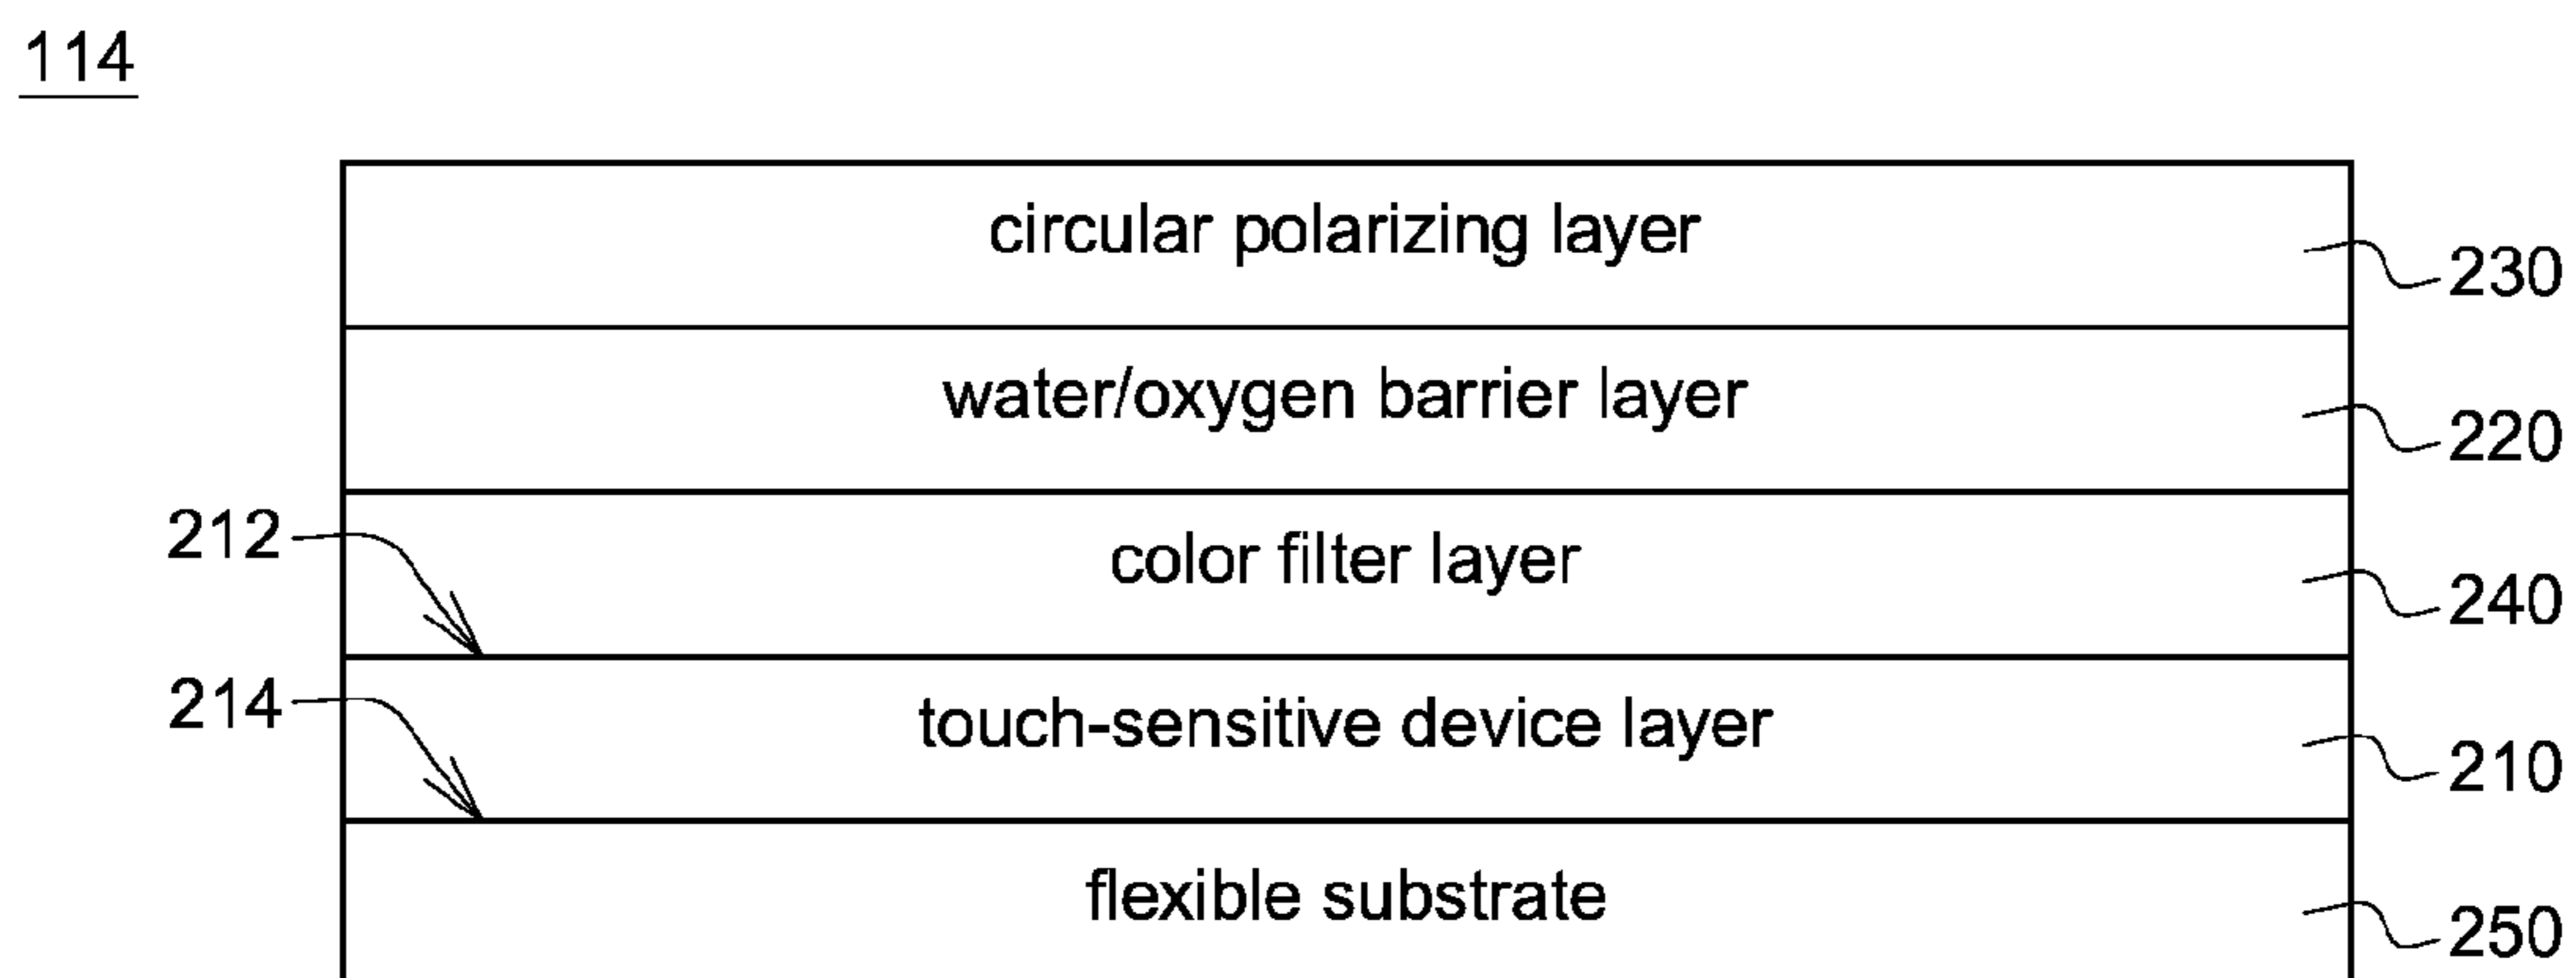 114
circular polarizing layer
230
water/oxygen barrier layer
220
212
color filter layer
240
214
touch-sensitive device layer
210
flexible substrate
250